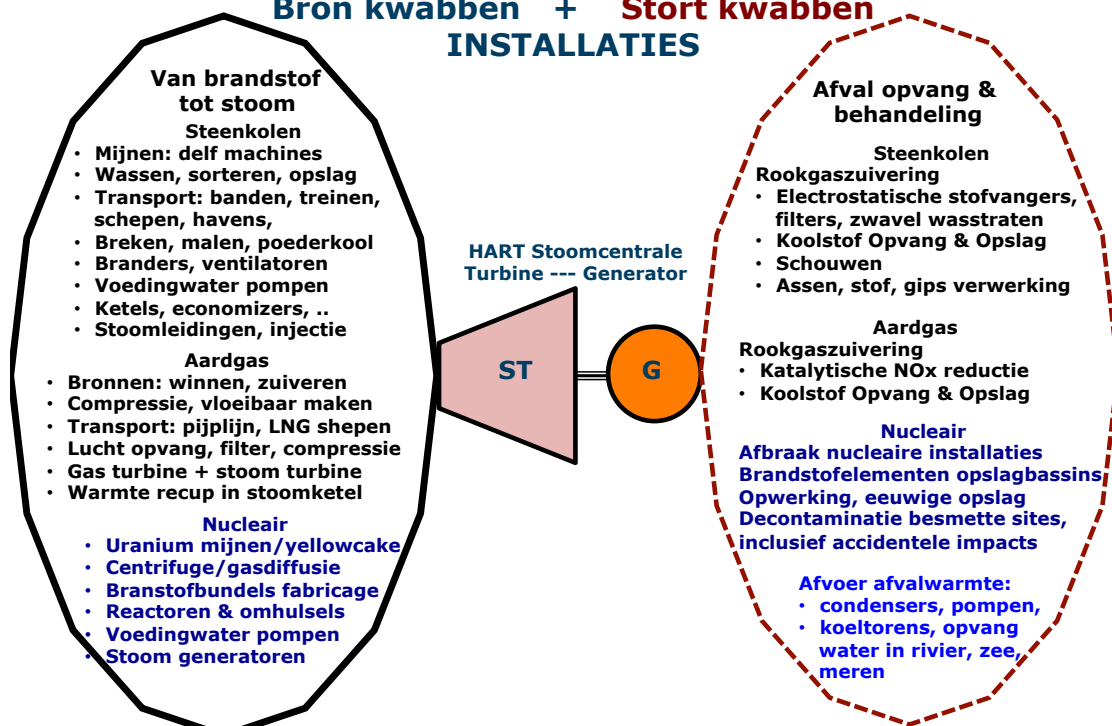 Bron kwabben + Stort kwabben
INSTALLATIES
Van brandstof
tot stoom
Steenkolen
• Mijnen: delf machines
• Wassen, sorteren, opslag
• Transport: banden, treinen,
schepen, havens,
• Breken, malen, poederkool
• Branders, ventilatoren
• Voedingwater pompen
• Ketels, economizers, ..
• Stoomleidingen, injectie
Aardgas
• Bronnen: winnen, zuiveren
• Compressie, vloeibaar maken
• Transport: pijplijn, LNG shepen
• Lucht opvang, filter, compressie
• Gas turbine + stoom turbine
• Warmte recup in stoomketel
Nucleair
• Uranium mijnen/yellowcake
• Centrifuge/gasdiffusie
• Branstofbundels fabricage
• Reactoren & omhulsels
• Voedingwater pompen
• Stoom generatoren
HART Stoomcentrale
Turbine --- Generator
ST
G
Afval opvang &
behandeling
Steenkolen
Rookgaszuivering
• Electrostatische stofvangers,
filters, zwavel wasstraten
• Koolstof Opvang & Opslag
• Schouwen
• Assen, stof, gips verwerking
Aardgas
Rookgaszuivering
• Katalytische NOx reductie
• Koolstof Opvang & Opslag
Nucleair
Afbraak nucleaire installaties
Brandstofelementen opslagbassins
Opwerking, eeuwige opslag
Decontaminatie besmette sites,
inclusief accidentele impacts
Afvoer afvalwarmte:
• condensers, pompen,
• koeltorens, opvang
water in rivier, zee,
meren